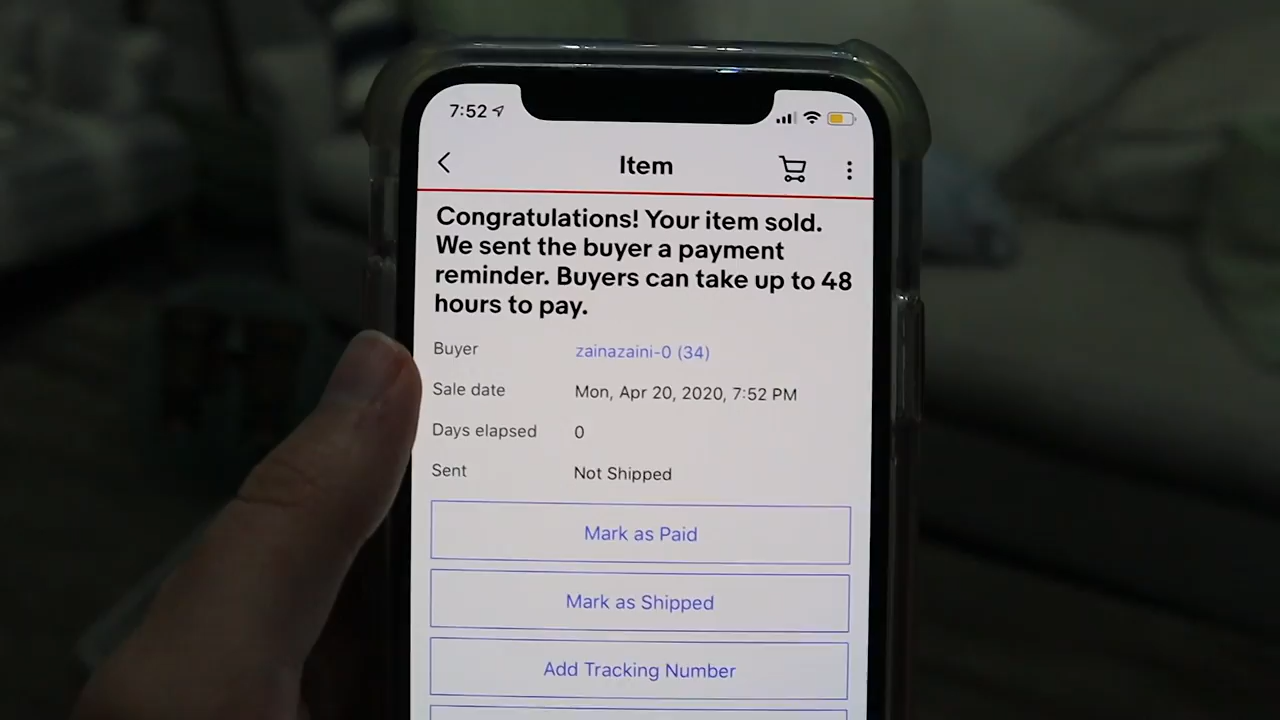 7:52
Item
Congratulations! Your item sold.
We sent the buyer a payment
reminder. Buyers can take up to 48
hours to pay.
Buyer zainazaini-0 (34)
Sale date Mon, Apr 20, 2020, 7:52 PM
Days elapsed 0
Sent Not Shipped
Mark as Paid
Mark as Shipped
Add Tracking Number